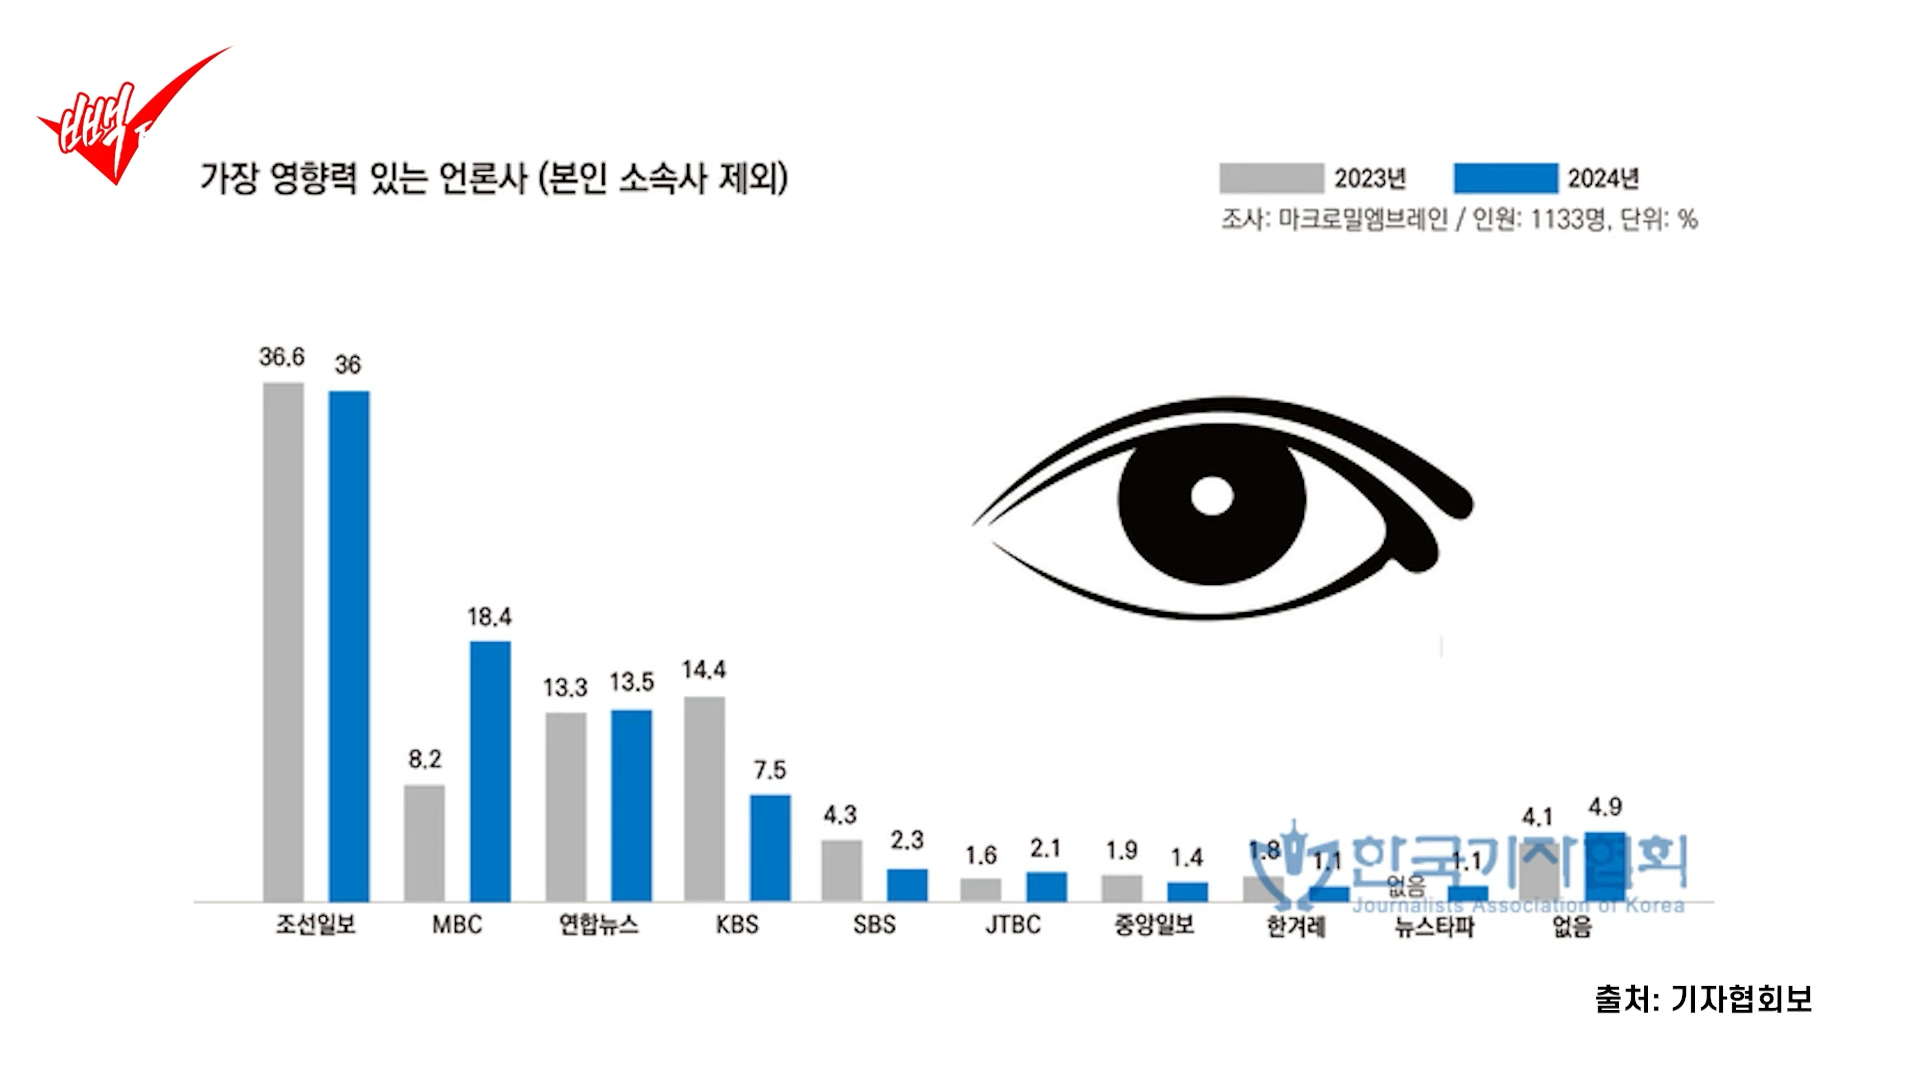 빽
가장 영향력 있는 언론사 (본인 소속사 제외)
2023년 2024년
조사: 마크로밀엠브레인 / 인원: 1133명, 단위: %
36.6 36
8.2 18.4
13.3 13.5
14.4 7.5
4.3 2.3
1.6 2.1
1.9 1.4
1.8 1.1
없음 1.1
4.1 4.9
한국기자협회
Journalists Association of Korea
조선일보 MBC 연합뉴스 KBS SBS JTBC 중앙일보 한겨레 뉴스타파 없음
출처: 기자협회보